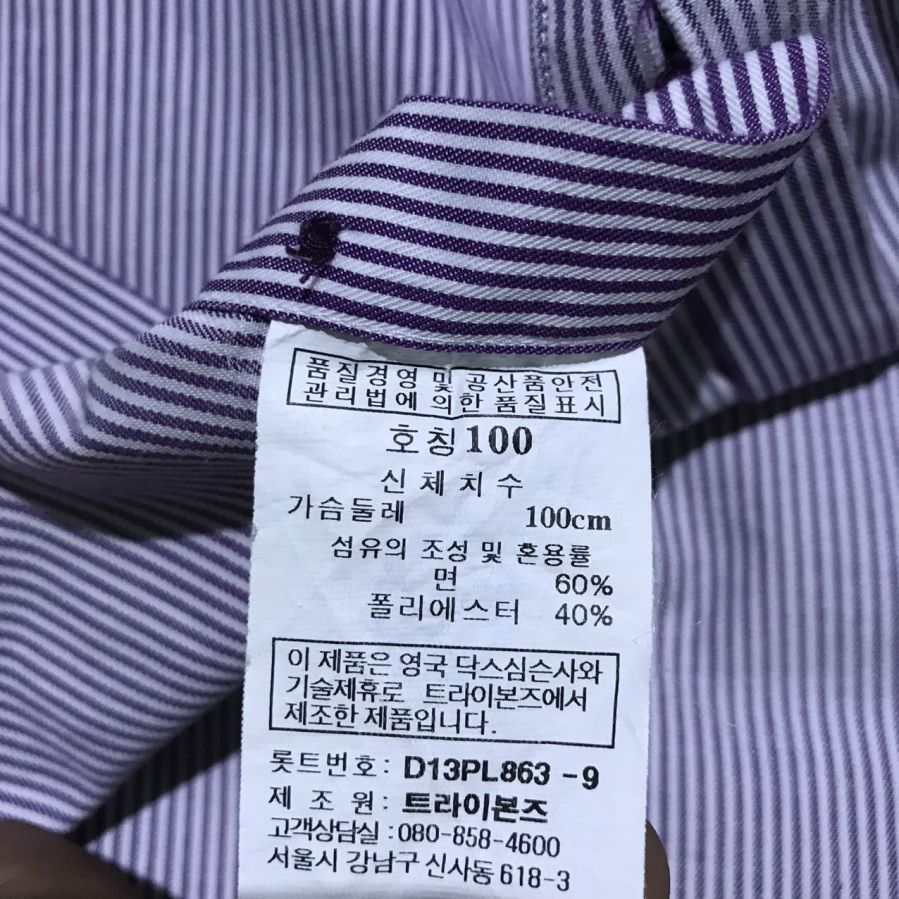 품질경영 및 공산품안전
관리법에 의한 품질표시
호칭 100
신체치수
가슴둘레 100cm
섬유의 조성 및 혼용률
면 60%
폴리에스터 40%
이 제품은 영국 닥스심슨사와
기술제휴로 트라이본즈에서
제조한 제품입니다.
롯트번호 : D13PL863 -9
제 조 원 : 트라이본즈
고객상담실 : 080-858-4600
서울시 강남구 신사동 618-3